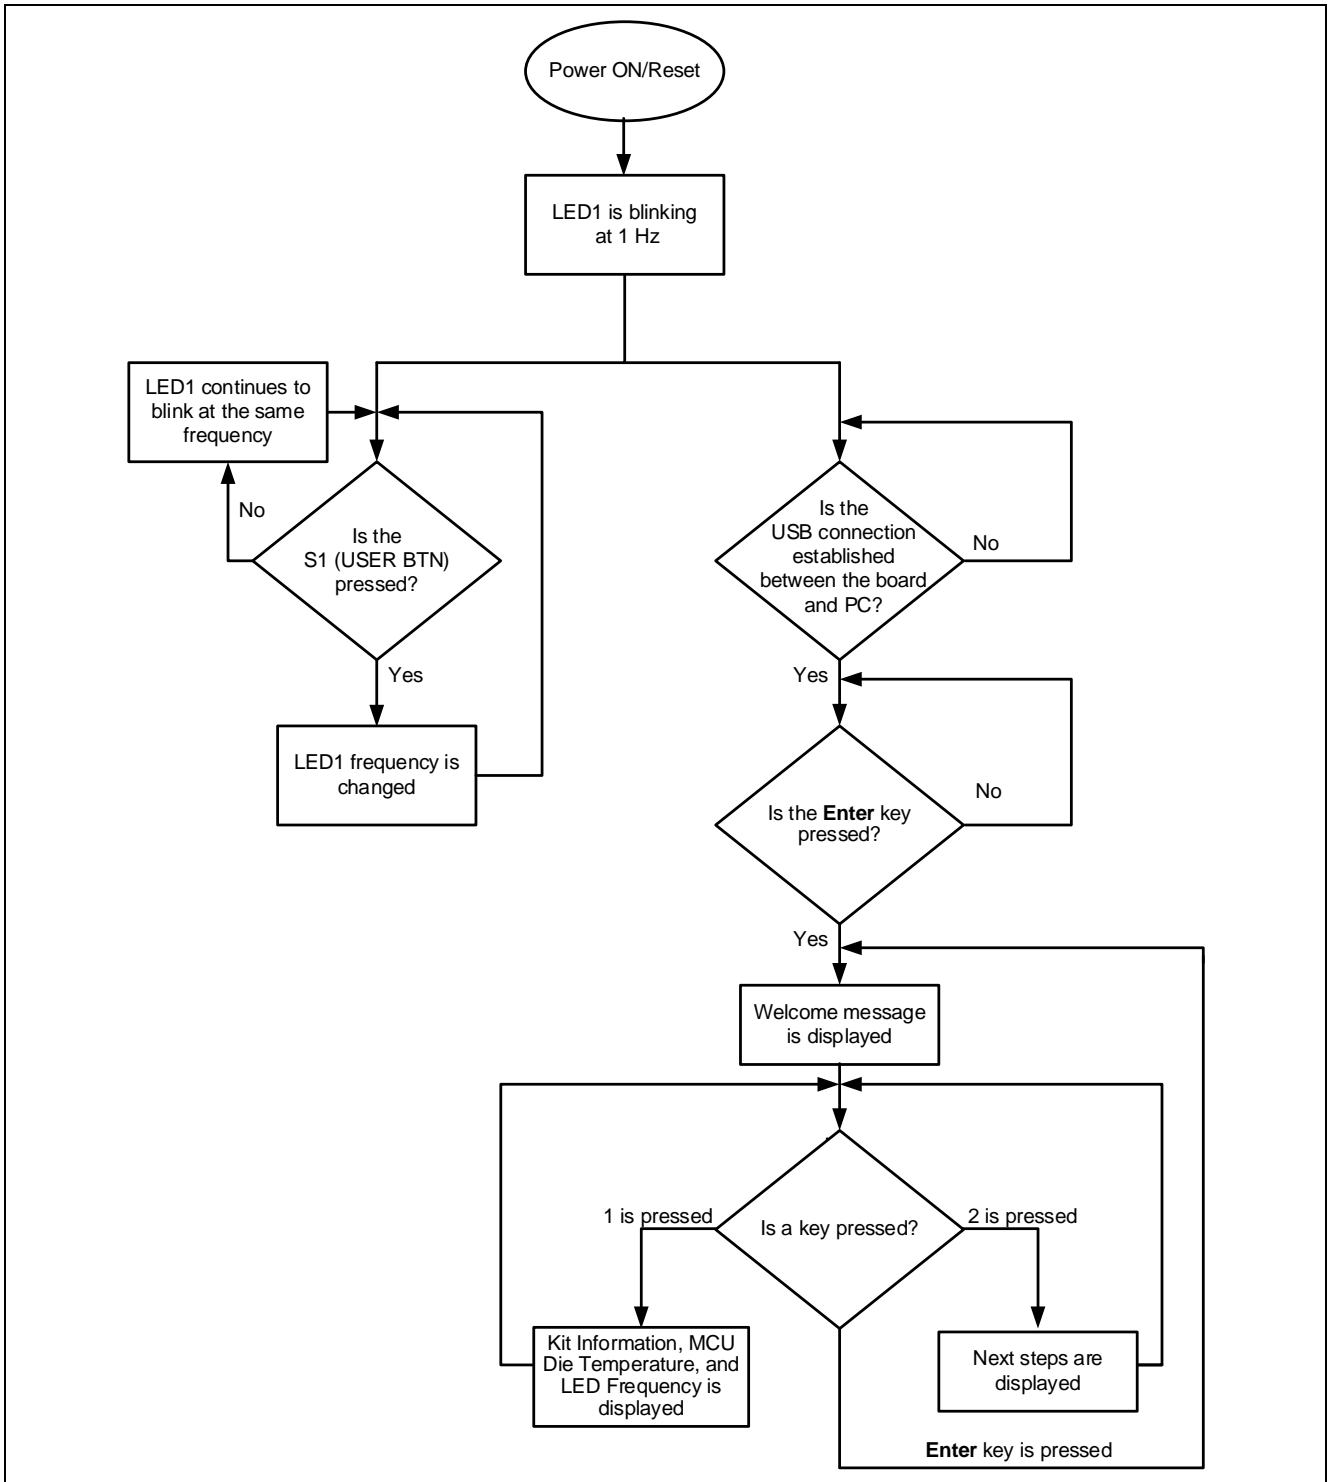 Power ON/Reset
LED1 is blinking
at 1 Hz
LED1 continues to
blink at the same
frequency
No
Is the
S1 (USER BTN)
pressed?
Yes
LED1 frequency is
changed
Is the
USB connection
established
between the board
and PC?
No
Yes
Is the Enter key
pressed?
No
Yes
Welcome message
is displayed
Is a key pressed?
1 is pressed
2 is pressed
Kit Information, MCU
Die Temperature, and
LED Frequency is
displayed
Next steps are
displayed
Enter key is pressed